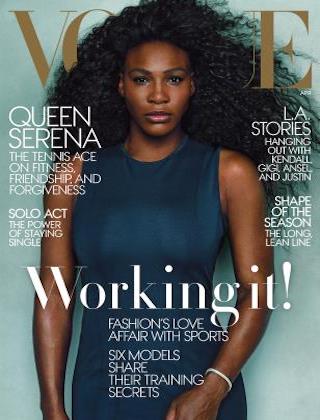 VOGUE
APR
QUEEN
SERENA
THE TENNIS ACE
ON FITNESS,
FRIENDSHIP, AND
FORGIVENESS
SOLO ACT
THE POWER
OF STAYING
SINGLE
L.A.
STORIES
HANGING
OUT WITH
KENDALL,
GIGI, ANSEL,
AND JUSTIN
SHAPE
OF THE
SEASON
THE LONG,
LEAN LINE
Working it!
FASHION'S LOVE
AFFAIR WITH SPORTS
SIX MODELS
SHARE
THEIR TRAINING
SECRETS